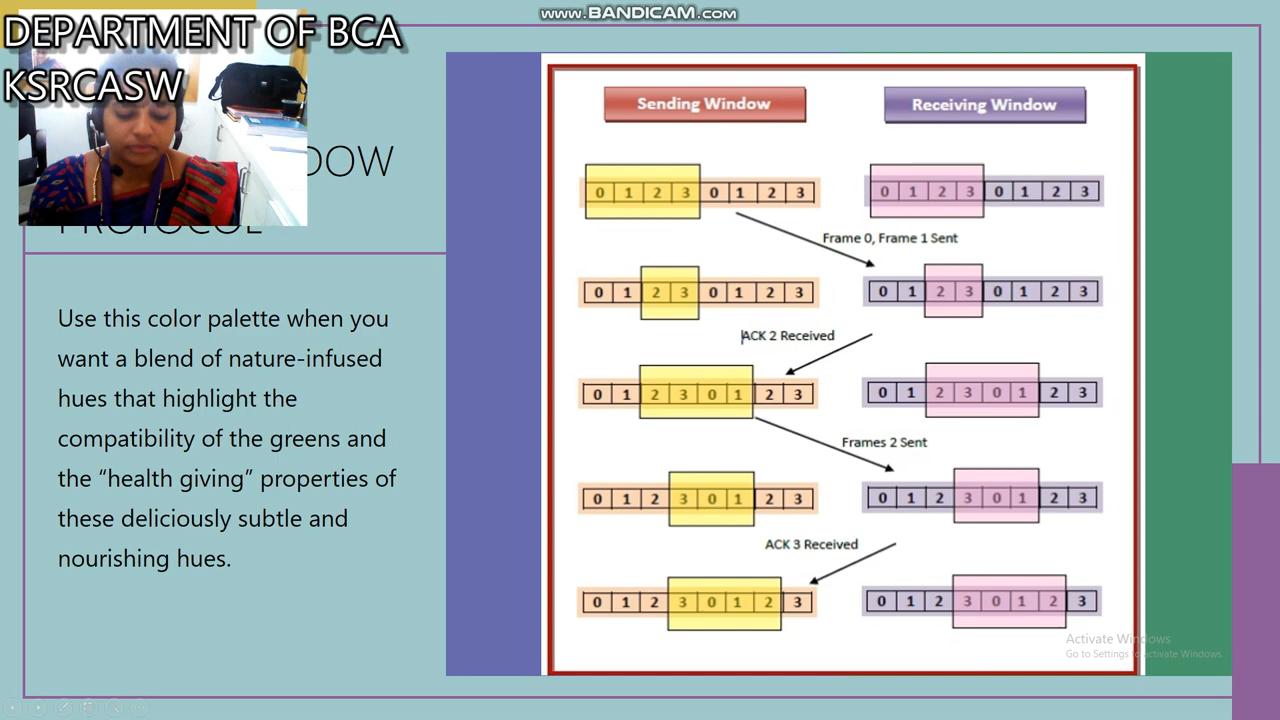 www.BANDICAM.com
DEPARTMENT OF BCA
KSRCASW
PROTOCOL
Use this color palette when you
want a blend of nature-infused
hues that highlight the
compatibility of the greens and
the “health giving” properties of
these deliciously subtle and
nourishing hues.
Sending Window
Receiving Window
0 1 2 3 0 1 2 3
0 1 2 3 0 1 2 3
Frame 0, Frame 1 Sent
0 1 2 3 0 1 2 3
0 1 2 3 0 1 2 3
ACK 2 Received
0 1 2 3 0 1 2 3
0 1 2 3 0 1 2 3
Frames 2 Sent
0 1 2 3 0 1 2 3
0 1 2 3 0 1 2 3
ACK 3 Received
0 1 2 3 0 1 2 3
0 1 2 3 0 1 2 3
Activate Windows
Go to Settings to activate Windows.